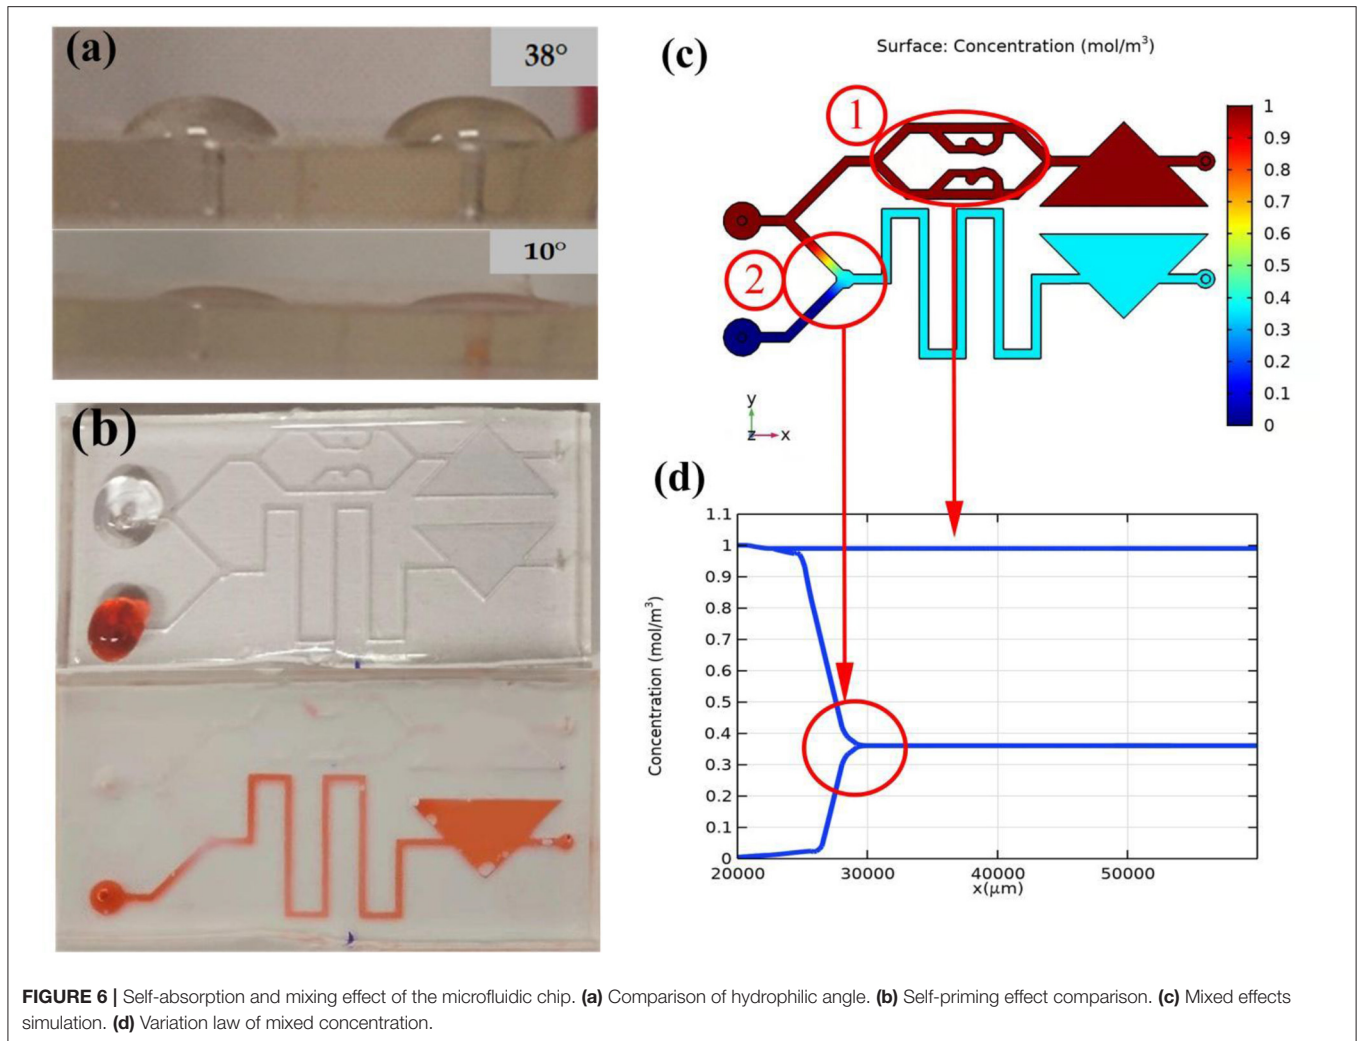 (a)
38°
10°
(b)
(c)
Surface: Concentration (mol/m³)
1
2
1
0.9
0.8
0.7
0.6
0.5
0.4
0.3
0.2
0.1
0
y
z
x
(d)
Concentration (mol/m³)
1.1
1
0.9
0.8
0.7
0.6
0.5
0.4
0.3
0.2
0.1
0
20000 30000 40000 50000
x(μm)
FIGURE 6 | Self-absorption and mixing effect of the microfluidic chip. (a) Comparison of hydrophilic angle. (b) Self-priming effect comparison. (c) Mixed effects
simulation. (d) Variation law of mixed concentration.